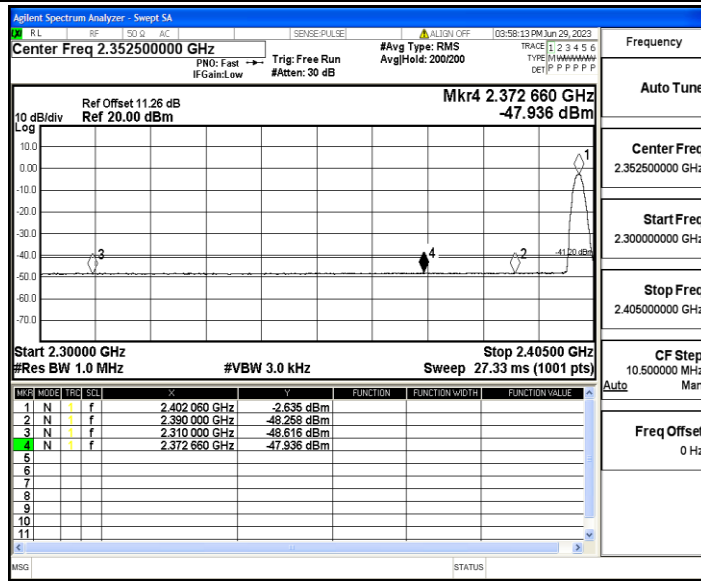 Agilent Spectrum Analyzer - Swept SA
RL RF 50 Ω AC SENSE:PULSE ALIGN OFF 03:58:13 PM Jun 29, 2023
Center Freq 2.352500000 GHz
PNO: Fast
IFGain:Low
Trig: Free Run
#Atten: 30 dB
#Avg Type: RMS
Avg|Hold: 200/200
TRACE 1 2 3 4 5 6
TYPE MWWWWW
DET P P P P P P
Ref Offset 11.26 dB
Ref 20.00 dBm
10 dB/div
Log
Mkr4 2.372 660 GHz
-47.936 dBm
10.0
0.00
-10.0
-20.0
-30.0
-40.0
-50.0
-60.0
-70.0
1
3
4
2
-41.20 dBm
Start 2.30000 GHz
Stop 2.40500 GHz
#Res BW 1.0 MHz
#VBW 3.0 kHz
Sweep 27.33 ms (1001 pts)
MKR MODE TRC SCL X Y FUNCTION FUNCTION WIDTH FUNCTION VALUE
1 N 1 f 2.402 060 GHz -2.635 dBm
2 N 1 f 2.390 000 GHz -48.258 dBm
3 N 1 f 2.310 000 GHz -48.616 dBm
4 N 1 f 2.372 660 GHz -47.936 dBm
5
6
7
8
9
10
11
MSG
STATUS
Frequency
Auto Tune
Center Freq
2.352500000 GHz
Start Freq
2.300000000 GHz
Stop Freq
2.405000000 GHz
CF Step
10.500000 MHz
Auto Man
Freq Offset
0 Hz